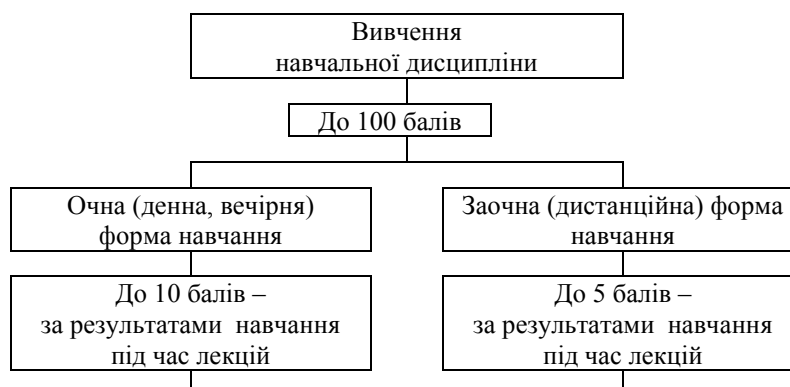 Вивчення
навчальної дисципліни
До 100 балів
Очна (денна, вечірня)
форма навчання
Заочна (дистанційна) форма
навчання
До 10 балів –
за результатами навчання
під час лекцій
До 5 балів –
за результатами навчання
під час лекцій